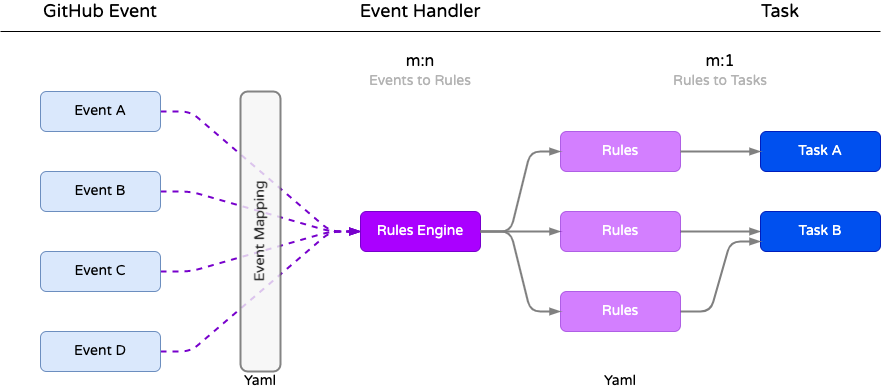 GitHub Event
Event Handler
Task
m:n
Events to Rules
m:1
Rules to Tasks
Event A
Event B
Event C
Event D
Event Mapping
Yaml
Rules Engine
Rules
Rules
Rules
Yaml
Task A
Task B